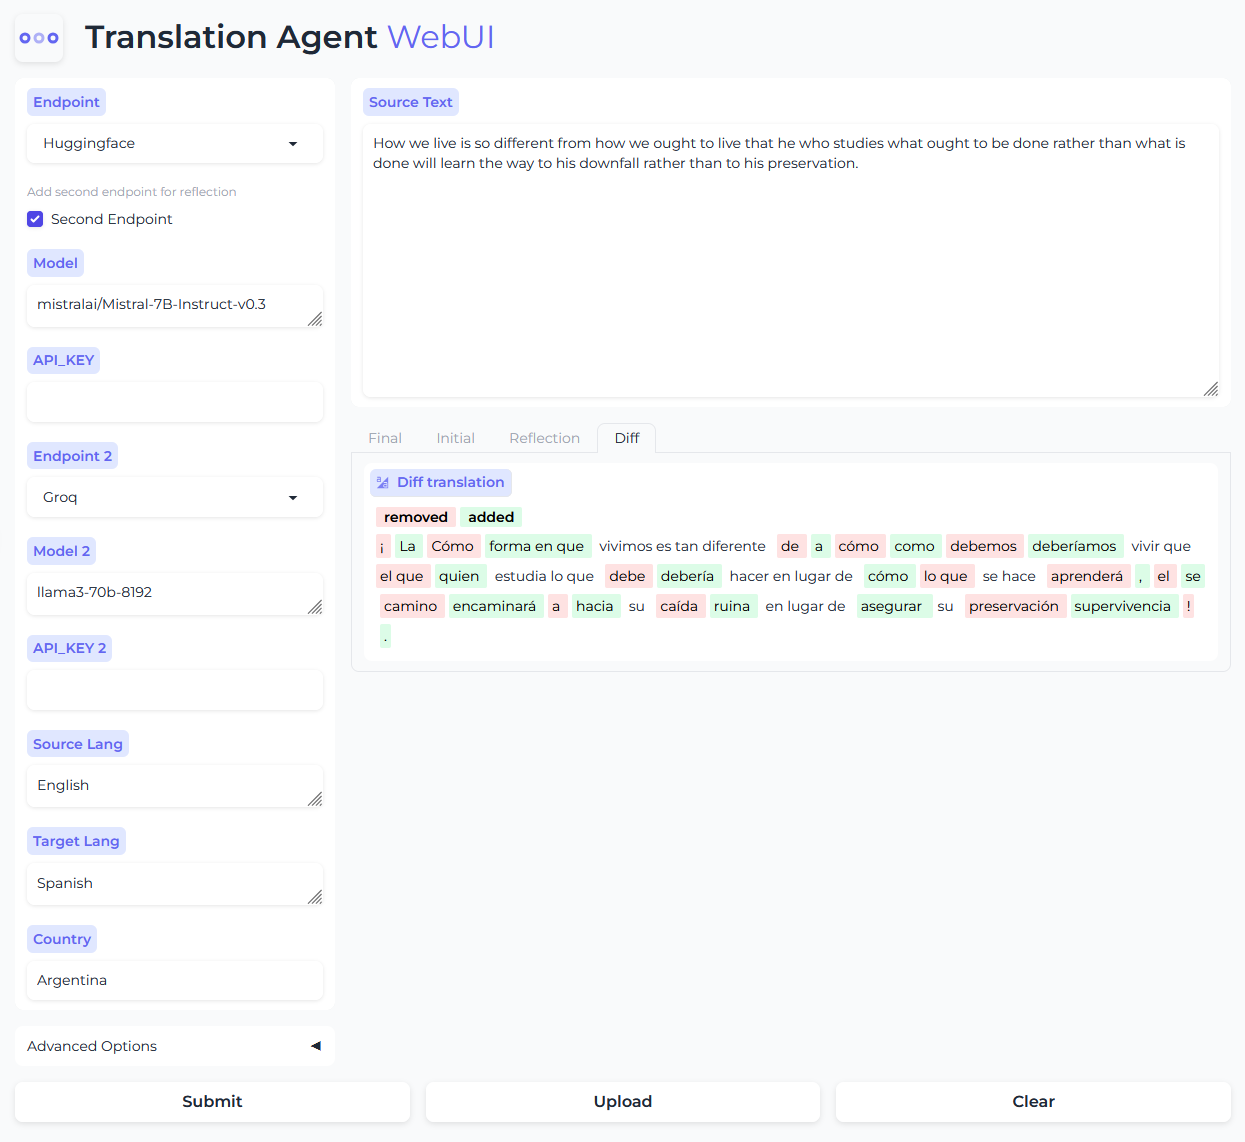 Translation Agent WebUI
Endpoint
Huggingface
Add second endpoint for reflection
Second Endpoint
Model
mistralai/Mistral-7B-Instruct-v0.3
API_KEY
Endpoint 2
Groq
Model 2
llama3-70b-8192
API_KEY 2
Source Lang
English
Target Lang
Spanish
Country
Argentina
Advanced Options
Source Text
How we live is so different from how we ought to live that he who studies what ought to be done rather than what is
done will learn the way to his downfall rather than to his preservation.
Final Initial Reflection Diff
Diff translation
removed added
¡ La Cómo forma en que vivimos es tan diferente de a cómo como debemos deberíamos vivir que
el que quien estudia lo que debe debería hacer en lugar de cómo lo que se hace aprenderá , el se
camino encaminará a hacia su caída ruina en lugar de asegurar su preservación supervivencia !
.
Submit Upload Clear